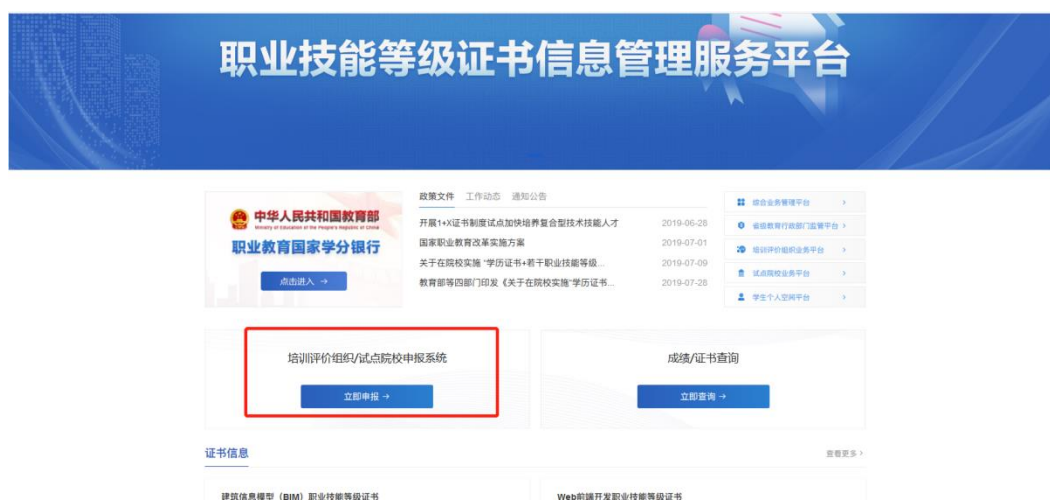 职业技能等级证书信息管理服务平台
中华人民共和国教育部
Ministry of Education of the People's Republic of China
职业教育国家学分银行
点击进入 →
政策文件 工作动态 通知公告
开展1+X证书制度试点加快培养复合型技术技能人才 2019-06-28
国家职业教育改革实施方案 2019-07-01
关于在院校实施 “学历证书+若干职业技能等级... 2019-07-09
教育部等四部门印发《关于在院校实施“学历证书... 2019-07-28
综合业务管理平台 >
省级教育行政部门监管平台 >
培训评价组织业务平台 >
试点院校业务平台 >
学生个人空间平台 >
培训评价组织/试点院校申报系统
立即申报 →
成绩/证书查询
立即查询 →
证书信息
查看更多 >
建筑信息模型（BIM）职业技能等级证书
Web前端开发职业技能等级证书